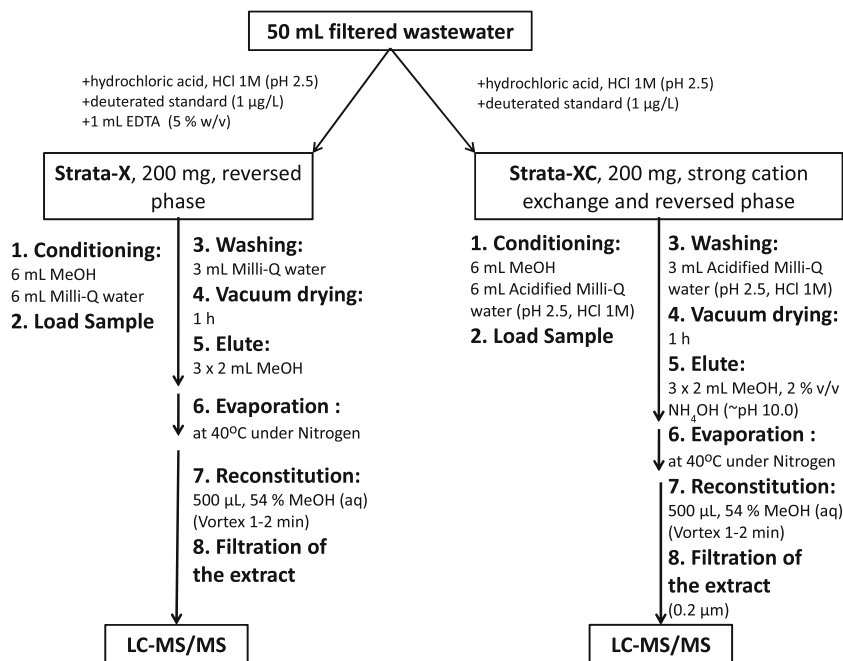 50 mL filtered wastewater
+hydrochloric acid, HCl 1M (pH 2.5)
+deuterated standard (1 µg/L)
+1 mL EDTA (5 % w/v)
Strata-X, 200 mg, reversed
phase
1. Conditioning:
6 mL MeOH
6 mL Milli-Q water
2. Load Sample
3. Washing:
3 mL Milli-Q water
4. Vacuum drying:
1 h
5. Elute:
3 x 2 mL MeOH
6. Evaporation :
at 40°C under Nitrogen
7. Reconstitution:
500 µL, 54 % MeOH (aq)
(Vortex 1-2 min)
8. Filtration of
the extract
LC-MS/MS
+hydrochloric acid, HCl 1M (pH 2.5)
+deuterated standard (1 µg/L)
Strata-XC, 200 mg, strong cation
exchange and reversed phase
1. Conditioning:
6 mL MeOH
6 mL Acidified Milli-Q
water (pH 2.5, HCl 1M)
2. Load Sample
3. Washing:
3 mL Acidified Milli-Q
water (pH 2.5, HCl 1M)
4. Vacuum drying:
1 h
5. Elute:
3 x 2 mL MeOH, 2 % v/v
NH4OH (~pH 10.0)
6. Evaporation :
at 40°C under Nitrogen
7. Reconstitution:
500 µL, 54 % MeOH (aq)
(Vortex 1-2 min)
8. Filtration of
the extract
(0.2 µm)
LC-MS/MS